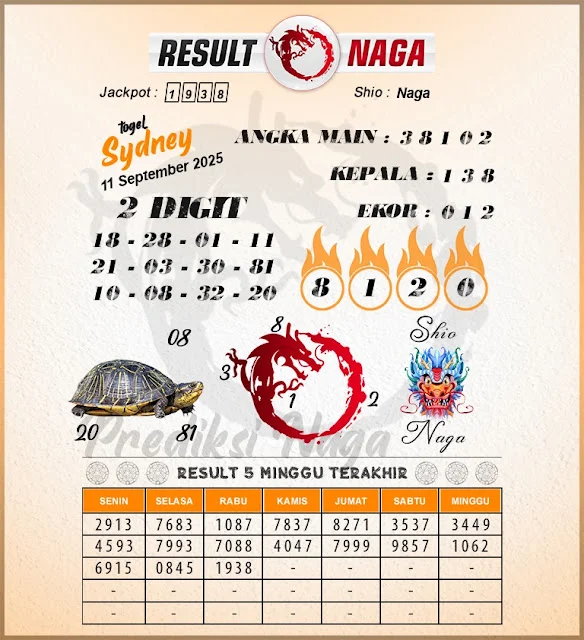 RESULT NAGA
Jackpot : 1938
Shio : Naga
togel
Sydney
11 September 2025
ANGKA MAIN : 3 8 1 0 2
KEPALA : 1 3 8
EKOR : 0 1 2
2 DIGIT
18 - 28 - 01 - 11
21 - 03 - 30 - 81
10 - 08 - 32 - 20
8 1 2 0
08
20
81
8
3
1
2
Shio
Naga
Prediksi Naga
RESULT 5 MINGGU TERAKHIR
SENIN SELASA RABU KAMIS JUMAT SABTU MINGGU
2913 7683 1087 7837 8271 3537 3449
4593 7993 7088 4047 7999 9857 1062
6915 0845 1938 - - - -
- - - - - - -
- - - - - - -